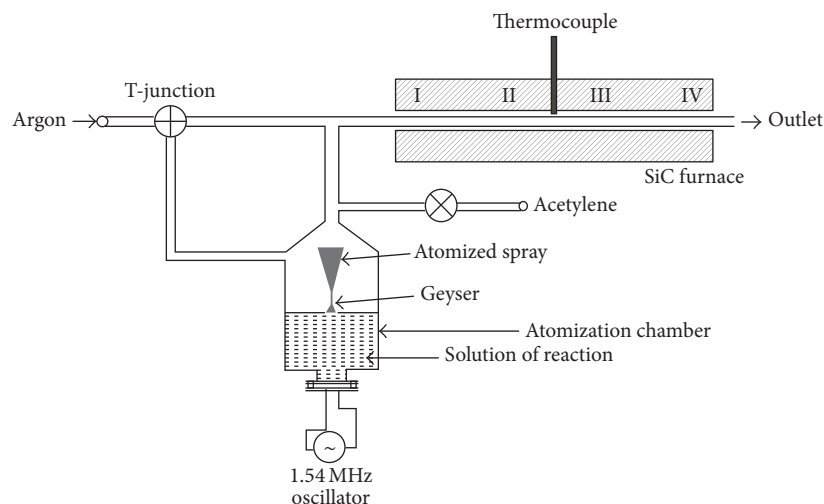 Thermocouple
T-junction
I II III IV
Argon
Outlet
SiC furnace
Acetylene
Atomized spray
Geyser
Atomization chamber
Solution of reaction
~
1.54 MHz
oscillator